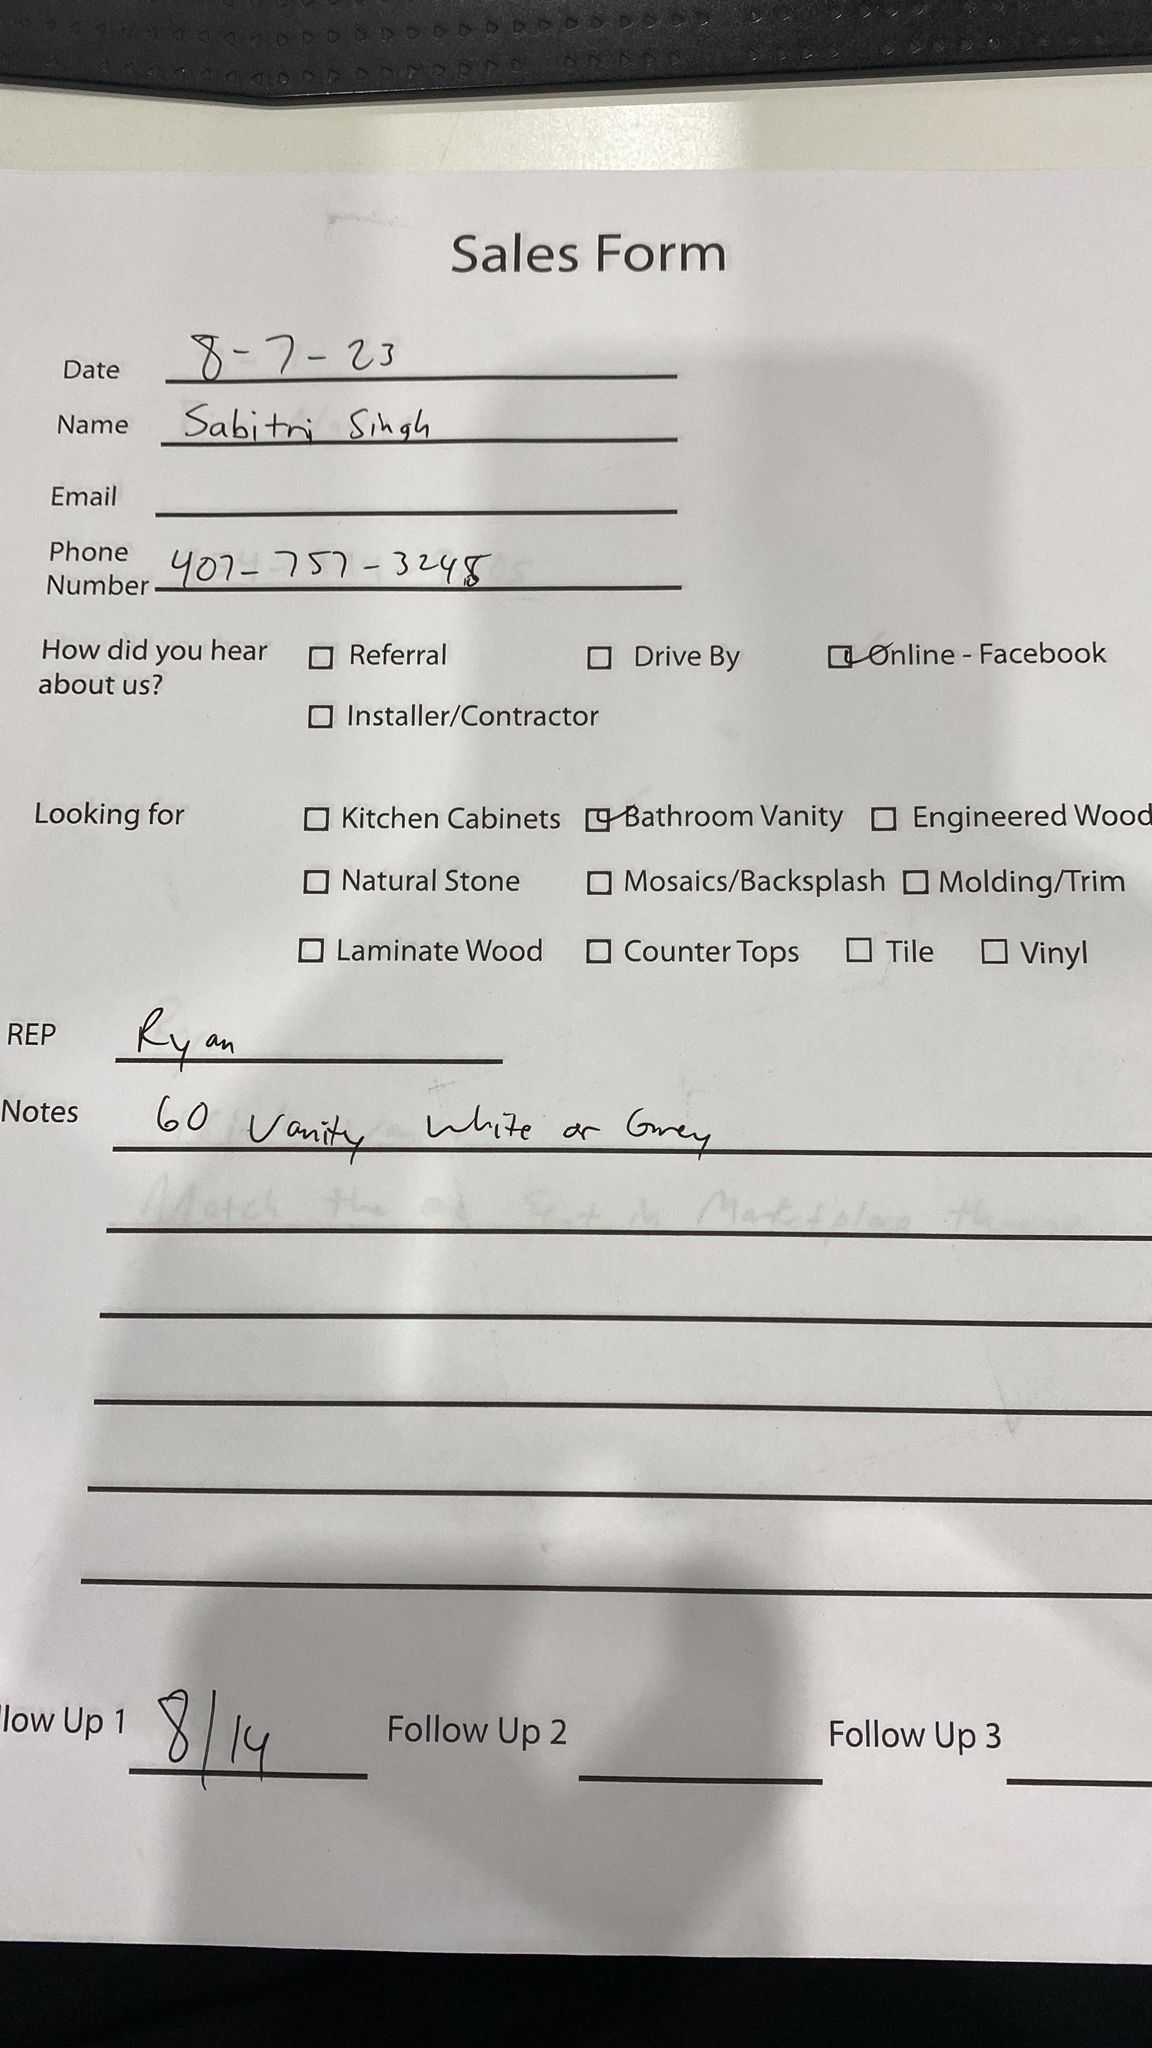 Sales Form
Date 8-7-23
Name Sabitri Singh
Email
Phone
Number 407-757-3248
How did you hear
about us?
Referral
Drive By
Online - Facebook
Installer/Contractor
Looking for
Kitchen Cabinets
Bathroom Vanity
Engineered Wood
Natural Stone
Mosaics/Backsplash
Molding/Trim
Laminate Wood
Counter Tops
Tile
Vinyl
REP Ryan
Notes 60 Vanity White or Grey
llow Up 1 8/14
Follow Up 2
Follow Up 3